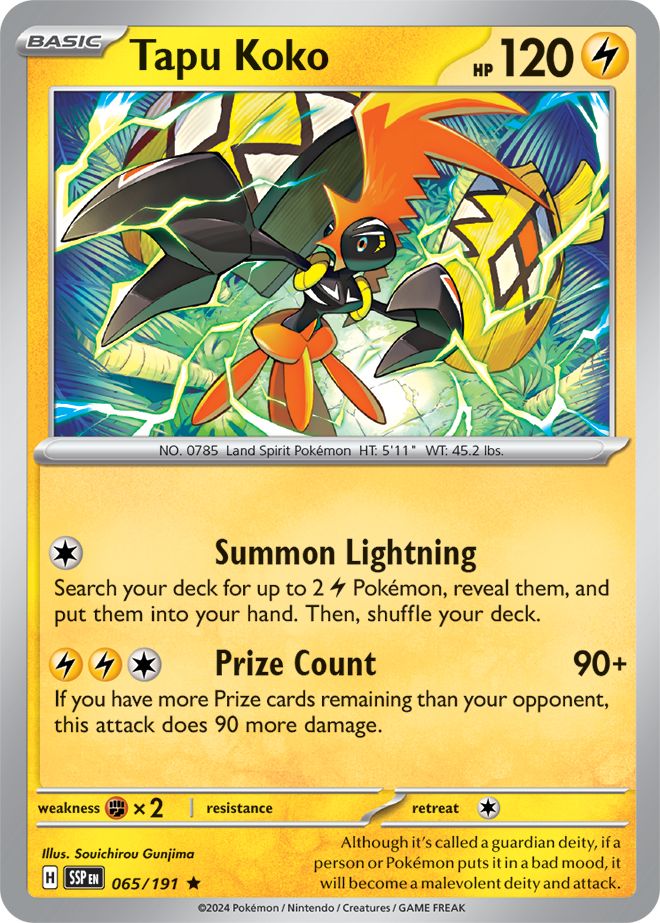 BASIC
Tapu Koko
HP 120
NO. 0785 Land Spirit Pokémon HT: 5'11" WT: 45.2 lbs.
Summon Lightning
Search your deck for up to 2 Pokémon, reveal them, and
put them into your hand. Then, shuffle your deck.
Prize Count 90+
If you have more Prize cards remaining than your opponent,
this attack does 90 more damage.
weakness ×2 resistance retreat
Illus. Souichirou Gunjima
Although it's called a guardian deity, if a
person or Pokémon puts it in a bad mood, it
will become a malevolent deity and attack.
H SSP EN 065/191 ★
©2024 Pokémon / Nintendo / Creatures / GAME FREAK